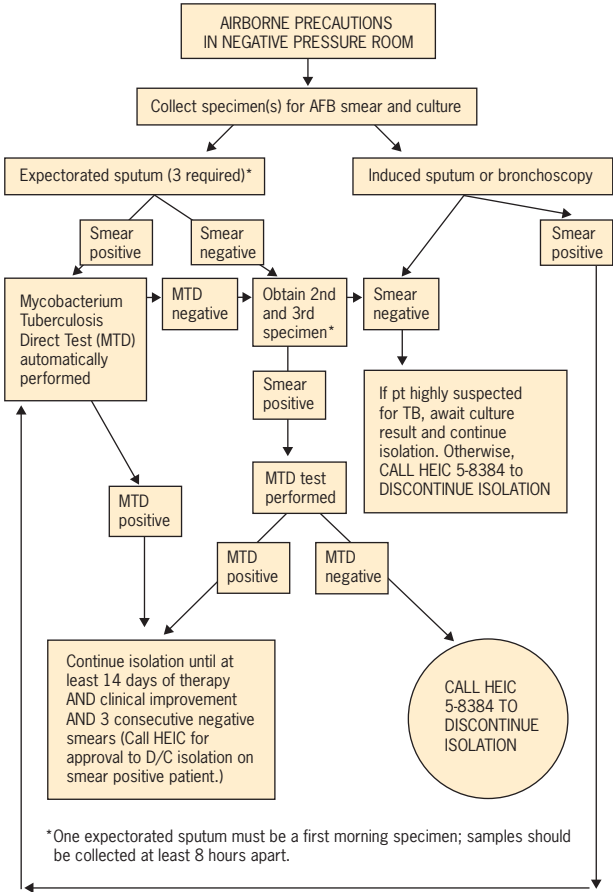 AIRBORNE PRECAUTIONS
IN NEGATIVE PRESSURE ROOM
Collect specimen(s) for AFB smear and culture
Expectorated sputum (3 required)*
Induced sputum or bronchoscopy
Smear
positive
Smear
negative
Smear
positive
Mycobacterium
Tuberculosis
Direct Test (MTD)
automatically
performed
MTD
negative
Obtain 2nd
and 3rd
specimen*
Smear
negative
Smear
positive
If pt highly suspected
for TB, await culture
result and continue
isolation. Otherwise,
CALL HEIC 5-8384 to
DISCONTINUE ISOLATION
MTD
positive
MTD test
performed
MTD
positive
MTD
negative
Continue isolation until at
least 14 days of therapy
AND clinical improvement
AND 3 consecutive negative
smears (Call HEIC for
approval to D/C isolation on
smear positive patient.)
CALL HEIC
5-8384 TO
DISCONTINUE
ISOLATION
*One expectorated sputum must be a first morning specimen; samples should
be collected at least 8 hours apart.